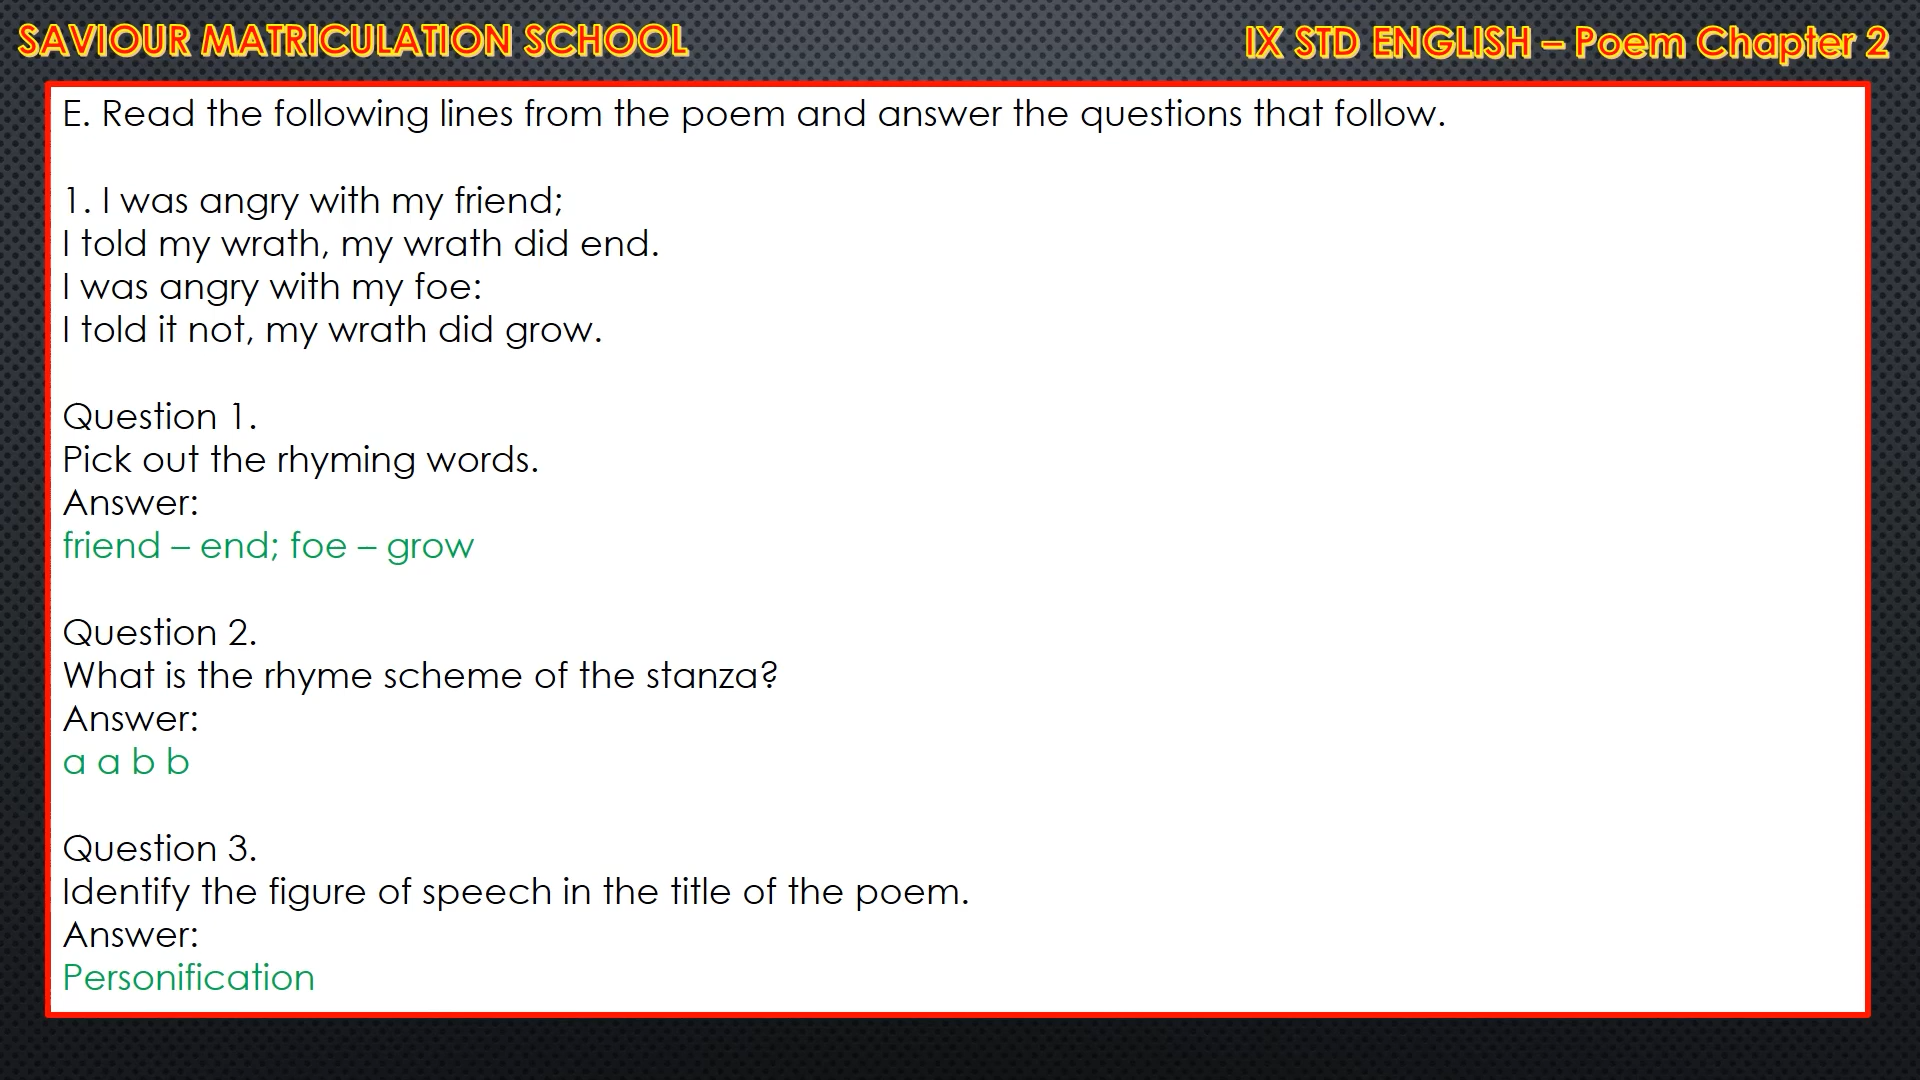 SAVIOUR MATRICULATION SCHOOL
IX STD ENGLISH – Poem Chapter 2
E. Read the following lines from the poem and answer the questions that follow.
1. I was angry with my friend;
I told my wrath, my wrath did end.
I was angry with my foe:
I told it not, my wrath did grow.
Question 1.
Pick out the rhyming words.
Answer:
friend – end; foe – grow
Question 2.
What is the rhyme scheme of the stanza?
Answer:
a a b b
Question 3.
Identify the figure of speech in the title of the poem.
Answer:
Personification